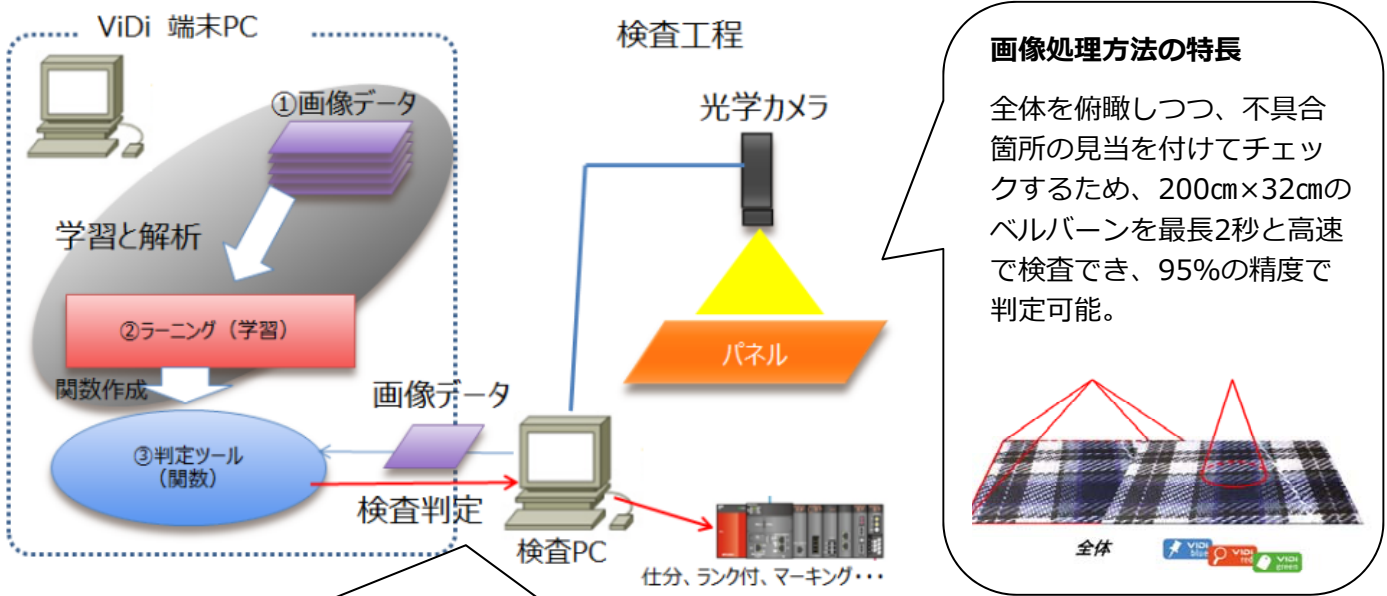 ViDi 端末PC
①画像データ
学習と解析
②ラーニング（学習）
関数作成
③判定ツール
（関数）
画像データ
検査判定
検査工程
光学カメラ
パネル
検査PC
仕分、ランク付、マーキング･･･
画像処理方法の特長
全体を俯瞰しつつ、不具合
箇所の見当を付けてチェッ
クするため、200㎝×32㎝の
ベルバーンを最長2秒と高速
で検査でき、95%の精度で
判定可能。
全体
ViDi
blue
ViDi
red
ViDi
green